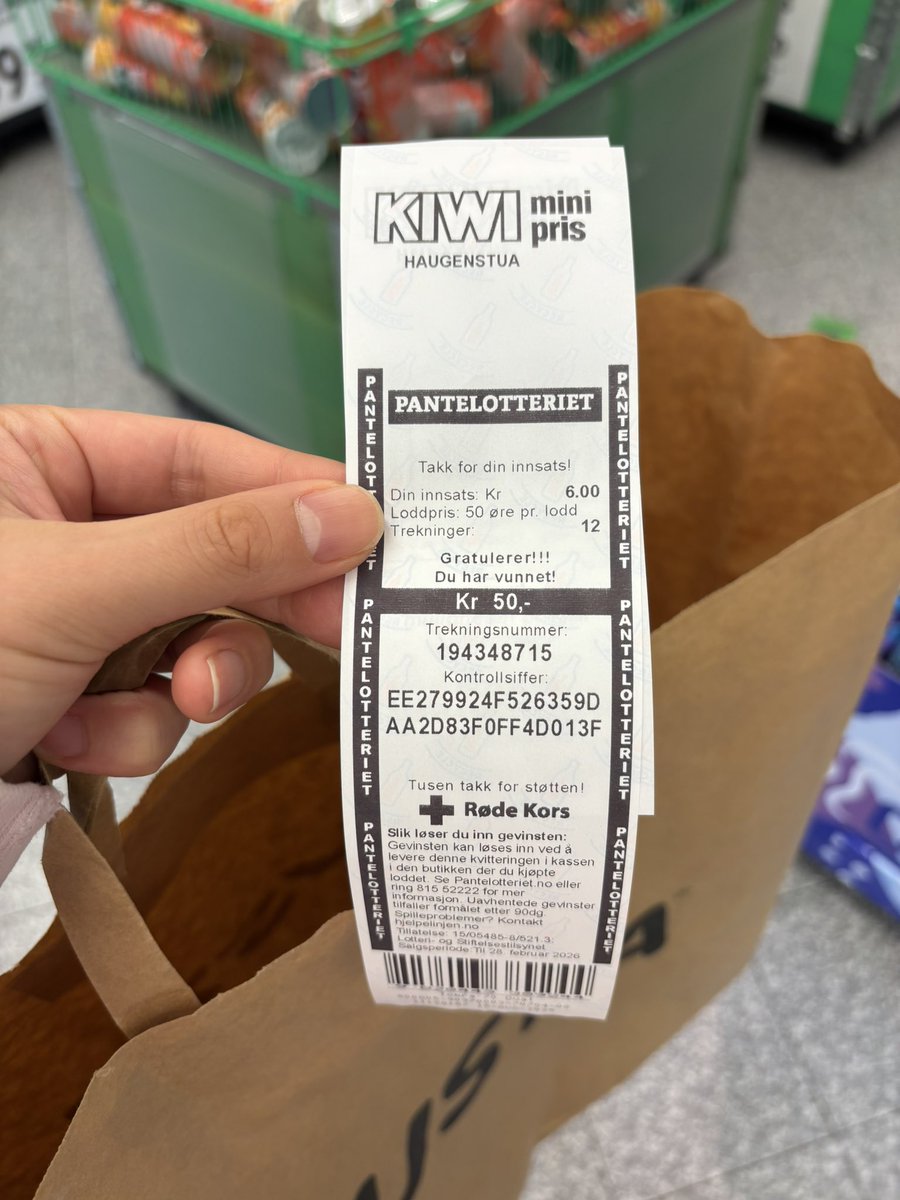 KIWI mini pris
HAUGENSTUA
PANTELOTTERIET
Takk for din innsats!
Din innsats: Kr 6.00
Loddpris: 50 øre pr. lodd
Trekninger: 12
Gratulerer!!!
Du har vunnet!
Kr 50,-
Trekningsnummer:
194348715
Kontrollsiffer:
EE279924F526359D
AA2D83F0FF4D013F
Tusen takk for støtten!
Røde Kors
Slik løser du inn gevinsten:
Gevinsten kan løses inn ved å
levere denne kvitteringen i kassen
i den butikken der du kjøpte
loddet. Se Pantelotteriet.no eller
ring 815 52222 for mer
informasjon. Uavhentede gevinster
tilfaller formålet etter 90dg.
Spilleproblemer? Kontakt
hjelpelinjen.no
Tillatelse: 15/05485-8/521.3:
Lotteri- og Stiftelsestilsynet
Salgsperiode: Til 28. februar 2026
PANTELOTTERIET
PANTELOTTERIET
PANTELOTTERIET
PANTELOTTERIET
PANTELOTTERIET